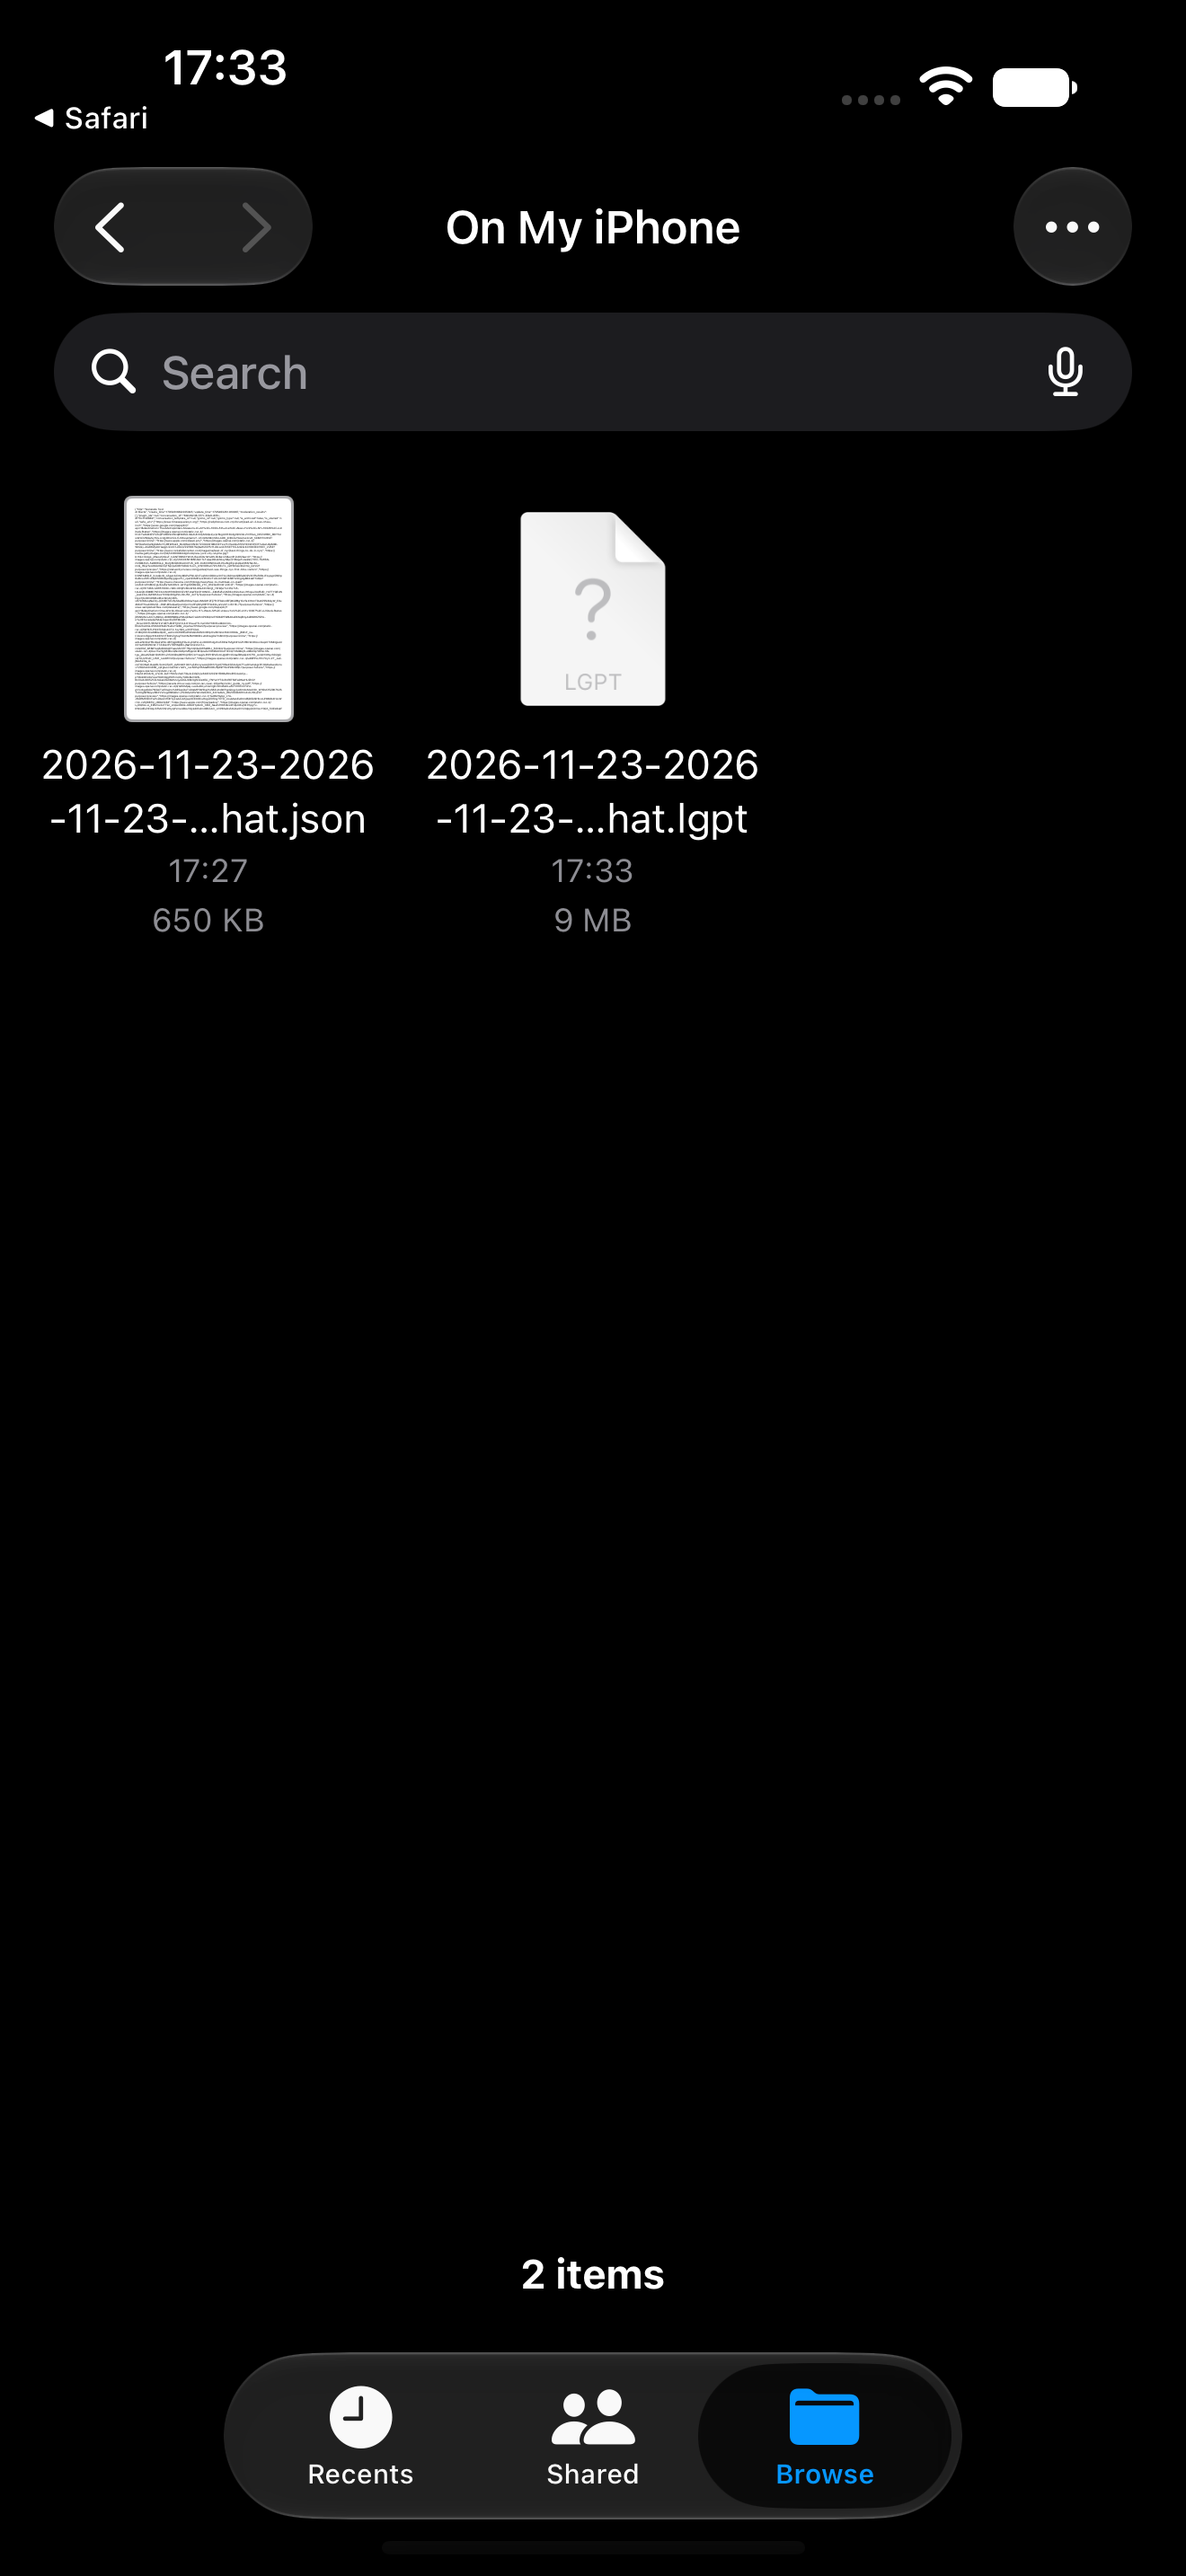 17:33
Safari
On My iPhone
Search
LGPT
2026-11-23-2026
-11-23-...hat.json
17:27
650 KB
2026-11-23-2026
-11-23-...hat.lgpt
17:33
9 MB
2 items
Recents
Shared
Browse